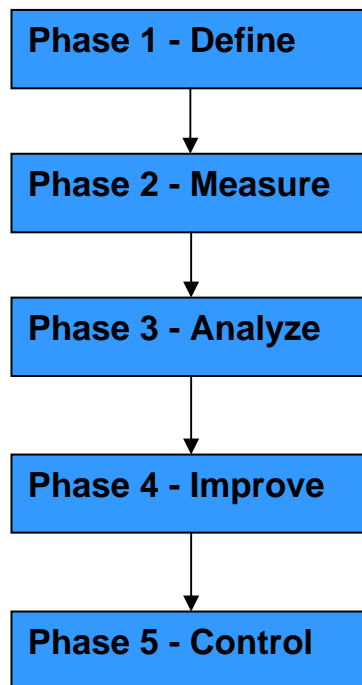 Phase 1 - Define
Phase 2 - Measure
Phase 3 - Analyze
Phase 4 - Improve
Phase 5 - Control